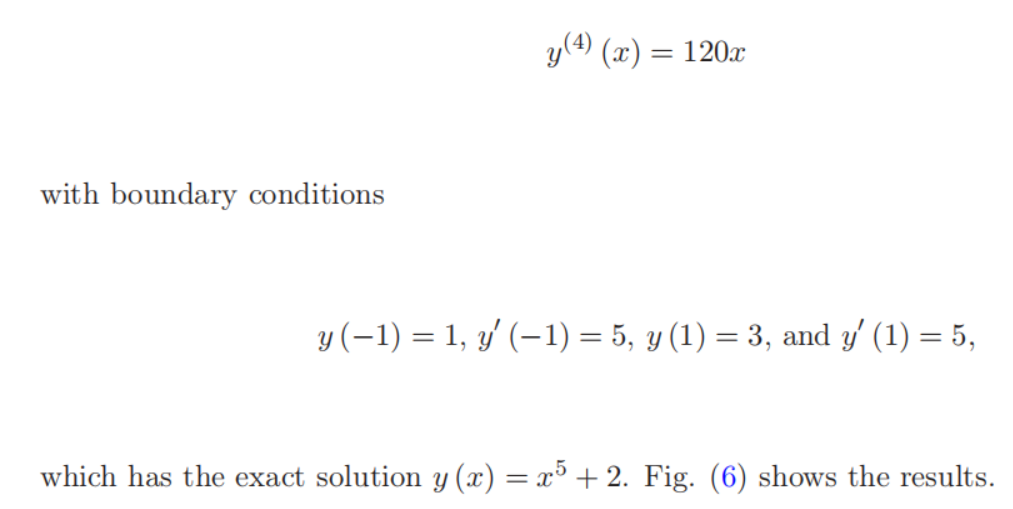 y⁽⁴⁾ (x) = 120x
with boundary conditions
y (−1) = 1, y′ (−1) = 5, y (1) = 3, and y′ (1) = 5,
which has the exact solution y (x) = x⁵ + 2. Fig. (6) shows the results.